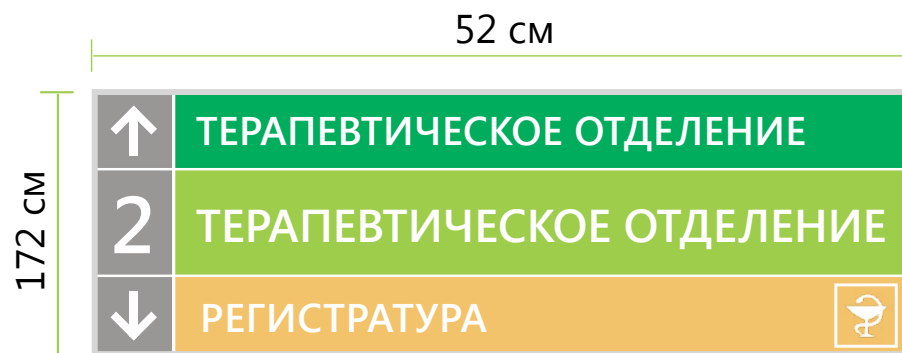 52 см
172 см
ТЕРАПЕВТИЧЕСКОЕ ОТДЕЛЕНИЕ
2 ТЕРАПЕВТИЧЕСКОЕ ОТДЕЛЕНИЕ
РЕГИСТРАТУРА